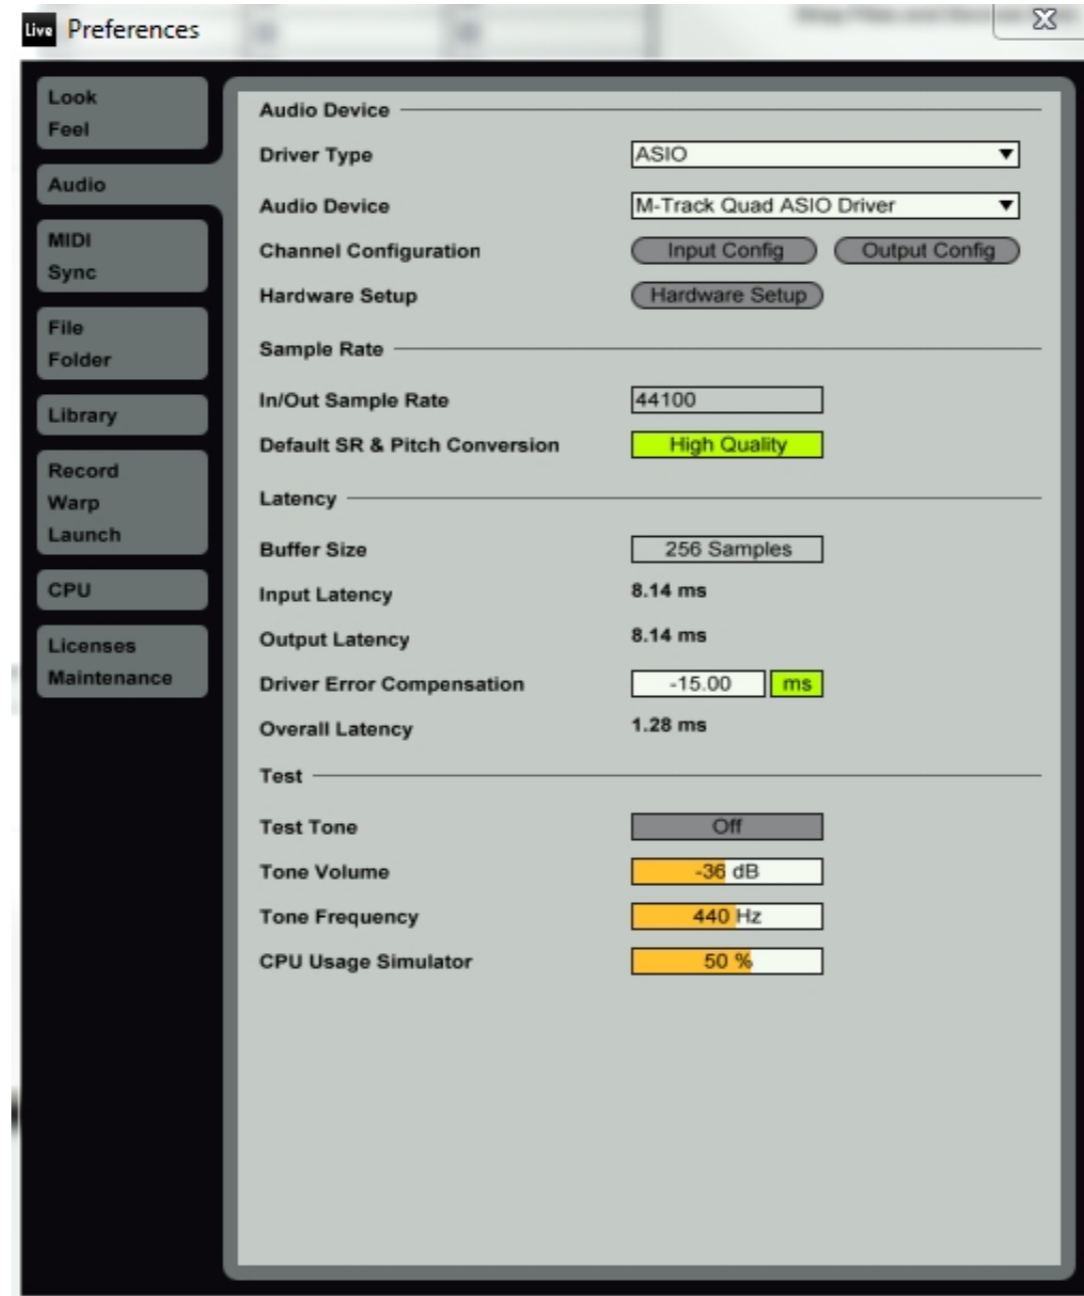 Live Preferences
Look
Feel
Audio
MIDI
Sync
File
Folder
Library
Record
Warp
Launch
CPU
Licenses
Maintenance
Audio Device
Driver Type ASIO
Audio Device M-Track Quad ASIO Driver
Channel Configuration Input Config Output Config
Hardware Setup Hardware Setup
Sample Rate
In/Out Sample Rate 44100
Default SR & Pitch Conversion High Quality
Latency
Buffer Size 256 Samples
Input Latency 8.14 ms
Output Latency 8.14 ms
Driver Error Compensation -15.00 ms
Overall Latency 1.28 ms
Test
Test Tone Off
Tone Volume -36 dB
Tone Frequency 440 Hz
CPU Usage Simulator 50 %